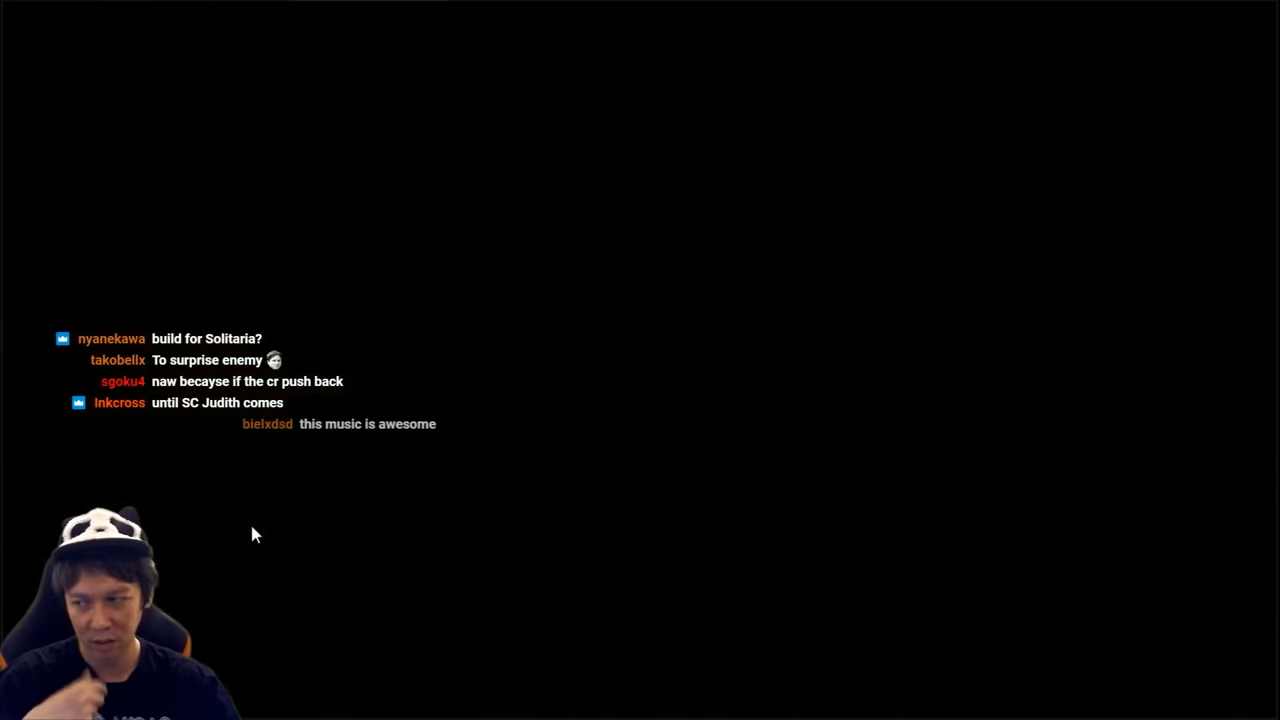 nyanekawa build for Solitaria?
takobellx To surprise enemy
sgoku4 naw becayse if the cr push back
Inkcross until SC Judith comes
bielxdsd this music is awesome